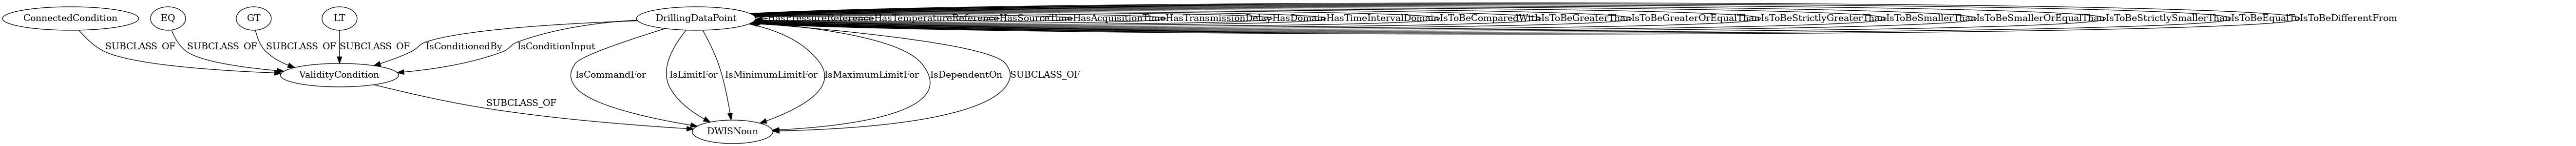 ConnectedCondition
EQ
GT
LT
DrillingDataPoint
HasPressureReference
HasTemperatureReference
HasSourceTime
HasAcquisitionTime
HasTransmissionDelay
HasDomain
HasTimeIntervalDomain
IsToBeComparedWith
IsToBeGreaterThan
IsToBeGreaterOrEqualThan
IsToBeStrictlyGreaterThan
IsToBeSmallerThan
IsToBeSmallerOrEqualThan
IsToBeStrictlySmallerThan
IsToBeEqualTo
IsToBeDifferentFrom
SUBCLASS_OF
SUBCLASS_OF
SUBCLASS_OF
SUBCLASS_OF
IsConditionedBy
IsConditionInput
ValidityCondition
IsCommandFor
IsLimitFor
IsMinimumLimitFor
IsMaximumLimitFor
IsDependentOn
SUBCLASS_OF
SUBCLASS_OF
DWISNoun